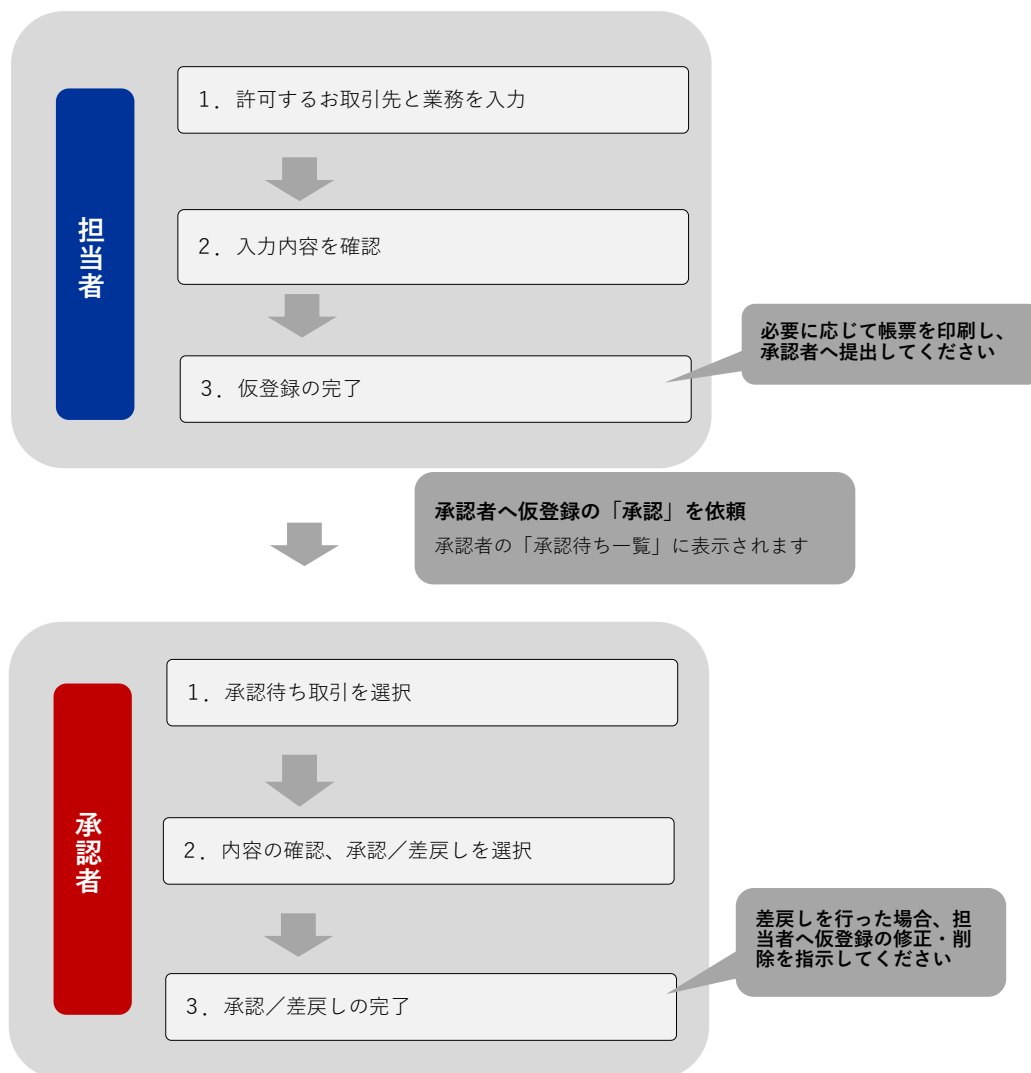 担当者
1．許可するお取引先と業務を入力
2．入力内容を確認
3．仮登録の完了
必要に応じて帳票を印刷し、
承認者へ提出してください
承認者へ仮登録の「承認」を依頼
承認者の「承認待ち一覧」に表示されます
承認者
1．承認待ち取引を選択
2．内容の確認、承認／差戻しを選択
3．承認／差戻しの完了
差戻しを行った場合、担
当者へ仮登録の修正・削
除を指示してください